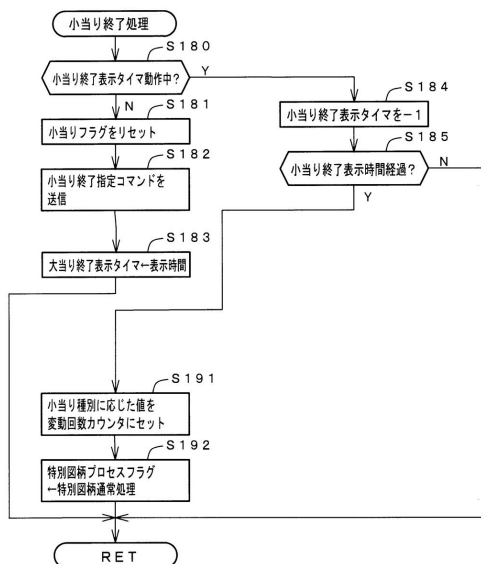 小当り終了処理
S180
小当り終了表示タイマ動作中?
Y
N
S181
小当りフラグをリセット
S182
小当り終了指定コマンドを
送信
S183
大当り終了表示タイマ←表示時間
S184
小当り終了表示タイマを－1
S185
小当り終了表示時間経過?
N
Y
S191
小当り種別に応じた値を
変動回数カウンタにセット
S192
特別図柄プロセスフラグ
←特別図柄通常処理
RET